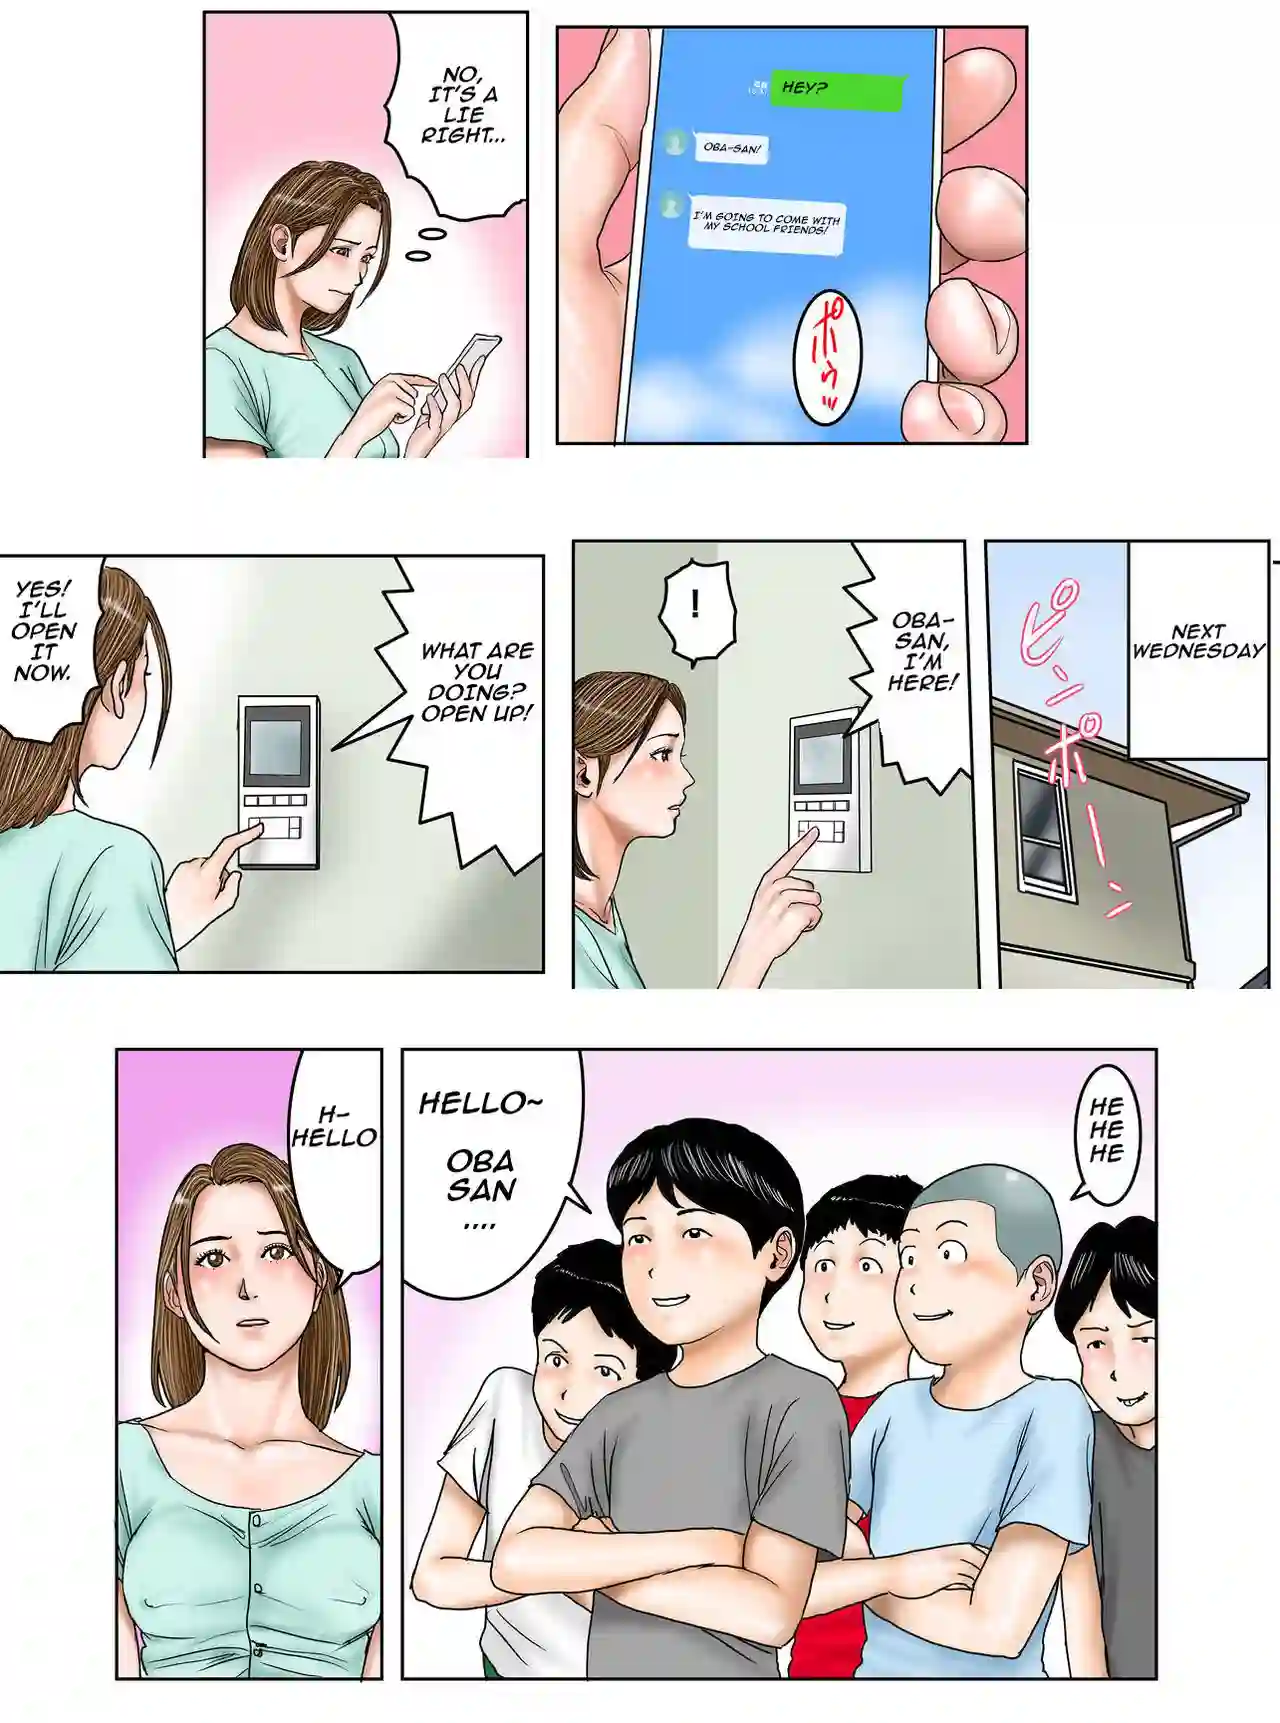 HEY?
OBA-SAN!
I'M GOING TO COME WITH
MY SCHOOL FRIENDS!
ポゥッ
NO,
IT'S A
LIE
RIGHT...
NEXT
WEDNESDAY
ピンポーン
OBA-
SAN,
I'M
HERE!
!
WHAT ARE
YOU
DOING?
OPEN UP!
YES!
I'LL
OPEN
IT
NOW.
HE
HE
HE
HELLO~
OBA
SAN
....
H-
HELLO